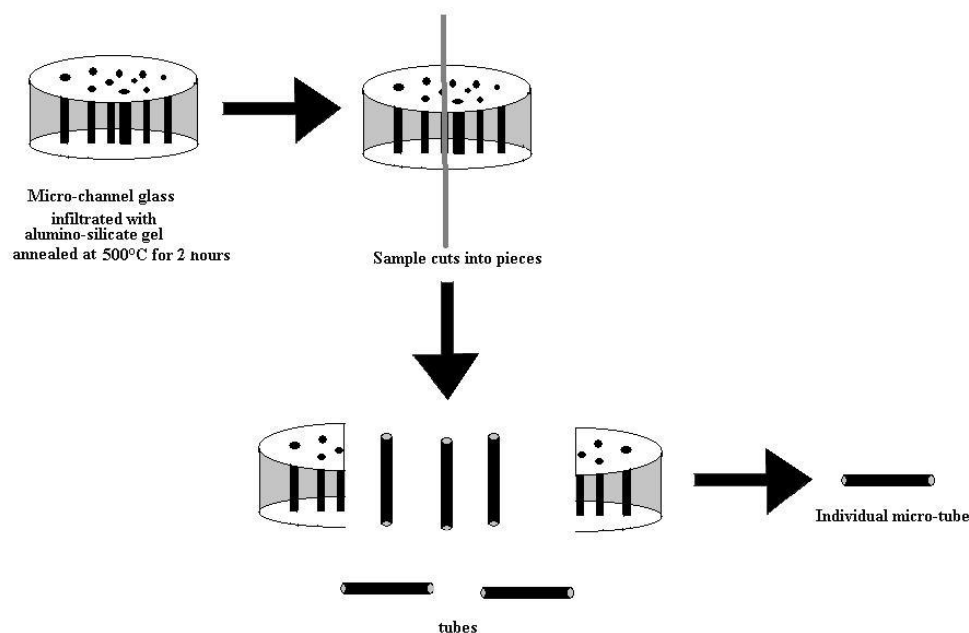 Micro-channel glass
infiltrated with
alumino-silicate gel
annealed at 500°C for 2 hours
Sample cuts into pieces
Individual micro-tube
tubes